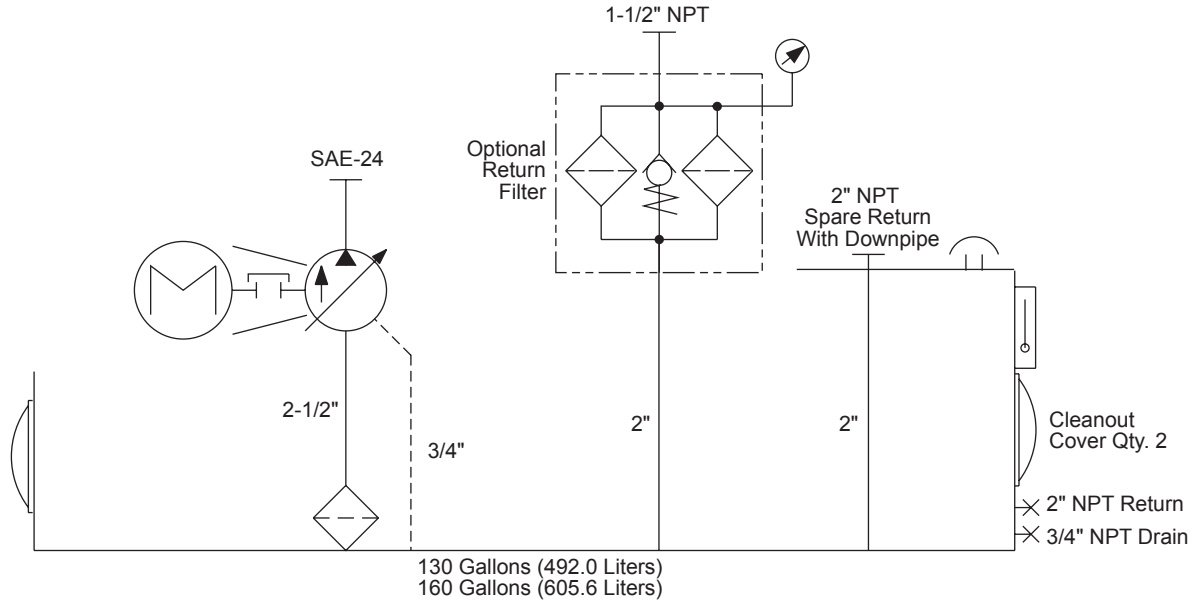 1-1/2" NPT
Optional
Return
Filter
SAE-24
2" NPT
Spare Return
With Downpipe
M
2-1/2"
3/4"
2"
2"
Cleanout
Cover Qty. 2
2" NPT Return
3/4" NPT Drain
130 Gallons (492.0 Liters)
160 Gallons (605.6 Liters)